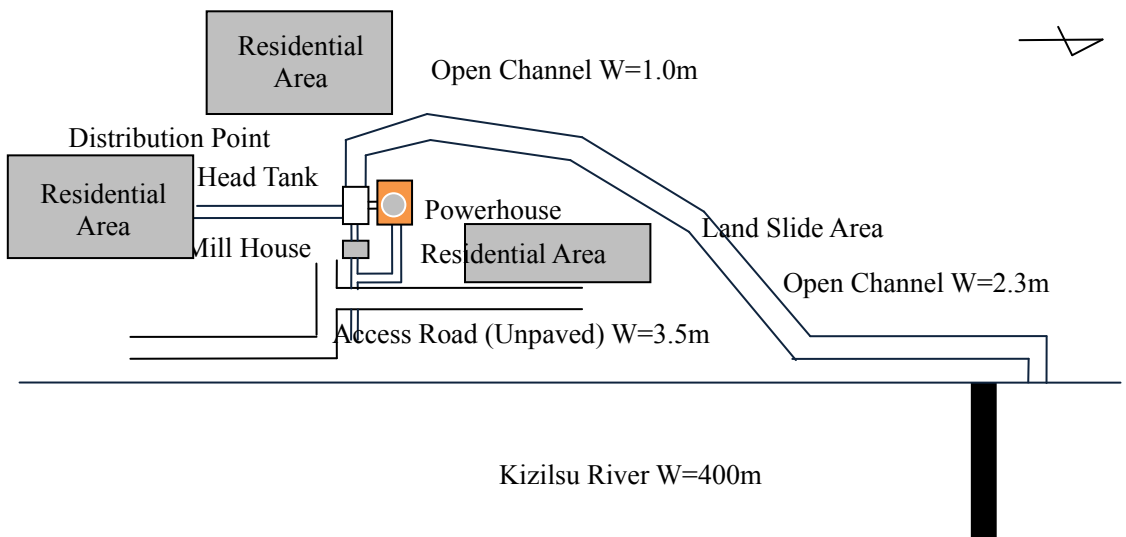 Residential
Area
Open Channel W=1.0m
Distribution Point
Head Tank
Residential
Area
Powerhouse
Land Slide Area
Mill House
Residential Area
Open Channel W=2.3m
Access Road (Unpaved) W=3.5m
Kizilsu River W=400m